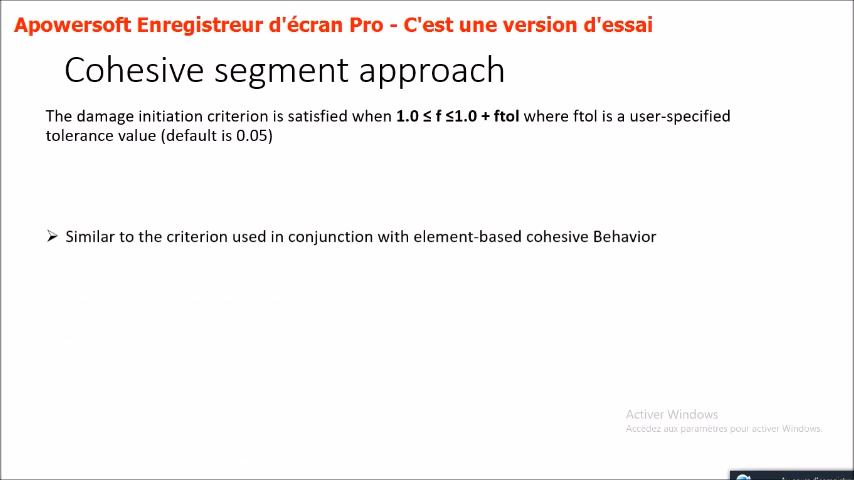 Apowersoft Enregistreur d'écran Pro - C'est une version d'essai
Cohesive segment approach
The damage initiation criterion is satisfied when 1.0 ≤ f ≤1.0 + ftol where ftol is a user-specified
tolerance value (default is 0.05)
➢ Similar to the criterion used in conjunction with element-based cohesive Behavior
Activer Windows
Accédez aux paramètres pour activer Windows.